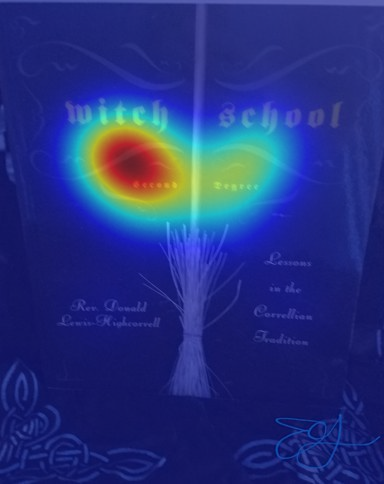 witch school
Second Degree
Lessons
in the
Correllian
Tradition
Rev. Donald
Lewis-Highcorrell